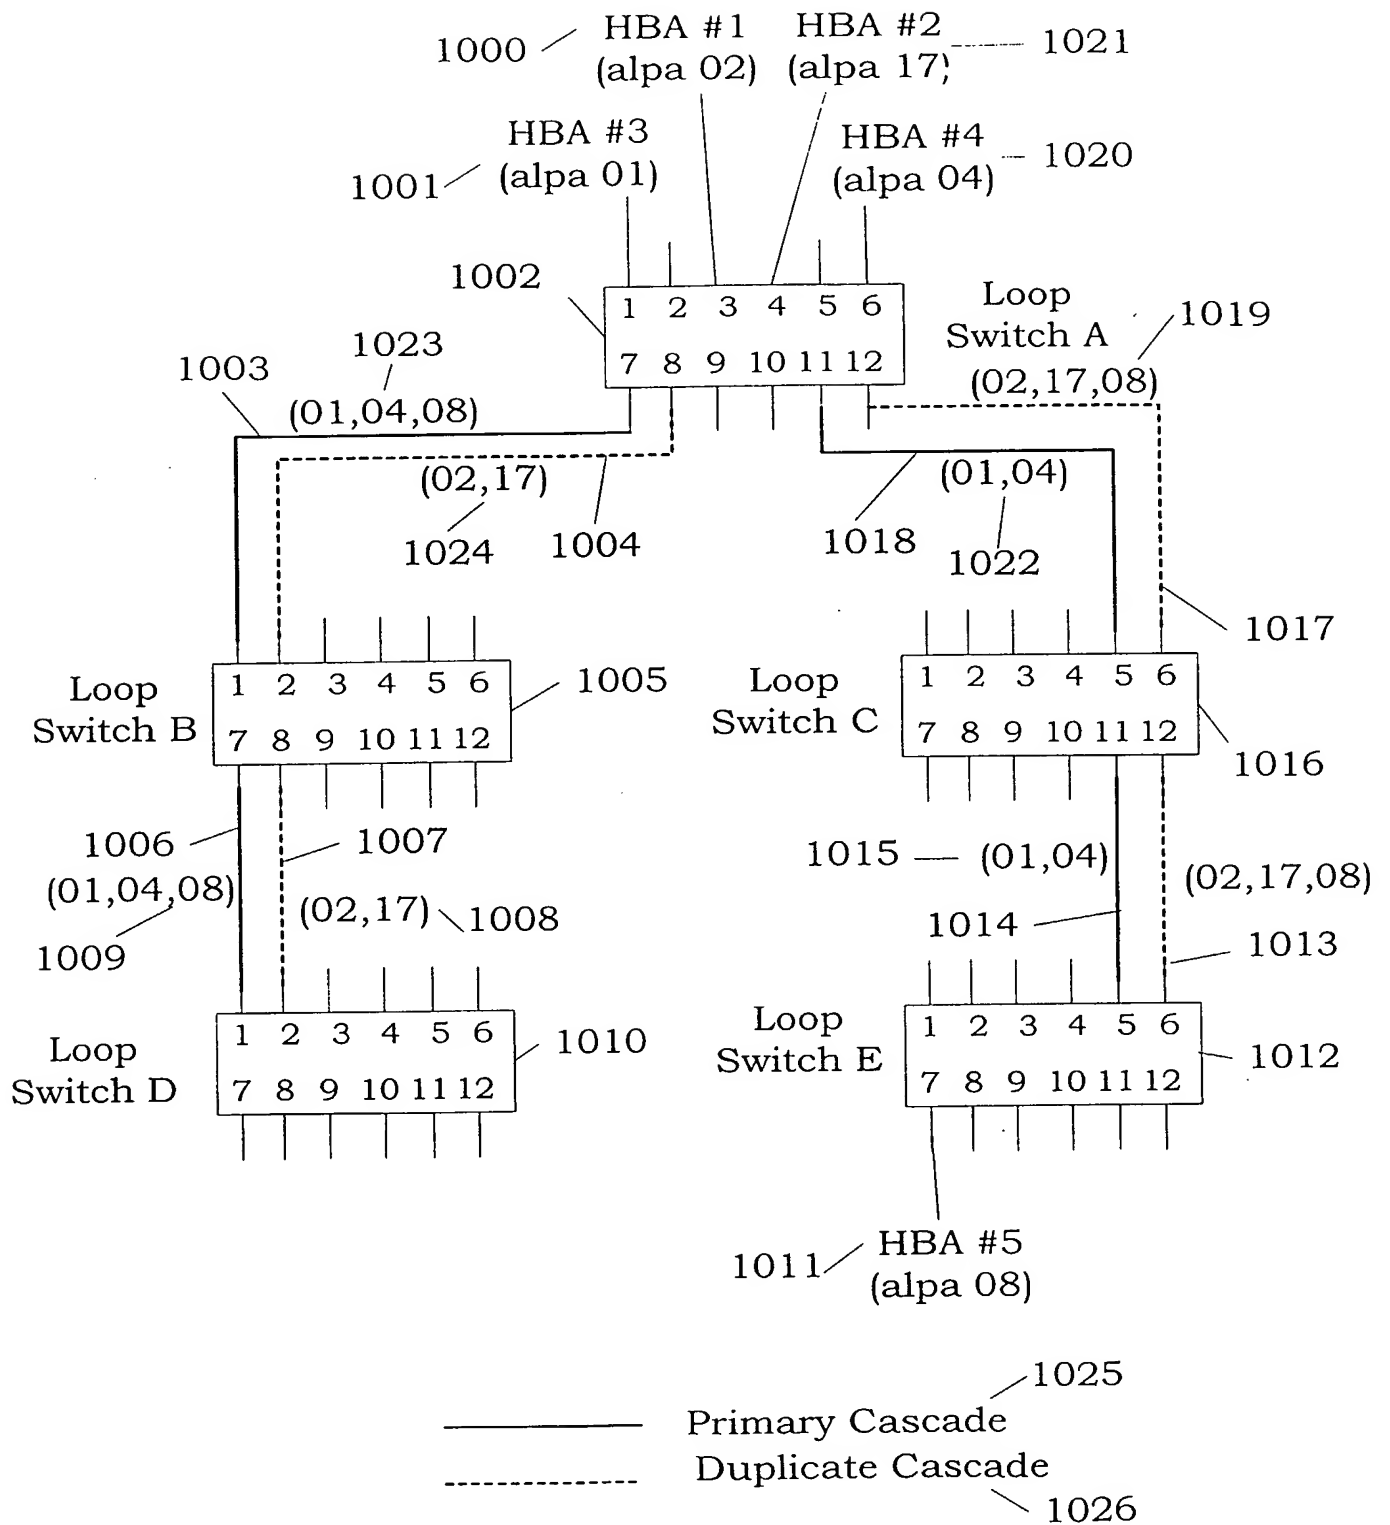 1000
HBA #1
(alpa 02)
HBA #2
(alpa 17)
1021
HBA #3
(alpa 01)
1001
HBA #4
(alpa 04)
1020
1002
1 2 3 4 5 6
7 8 9 10 11 12
Loop
Switch A
1019
(02,17,08)
1003
1023
(01,04,08)
(02,17)
1024
1004
(01,04)
1018
1022
1017
Loop
Switch B
1 2 3 4 5 6
7 8 9 10 11 12
1005
Loop
Switch C
1 2 3 4 5 6
7 8 9 10 11 12
1016
1006
(01,04,08)
1009
1007
(02,17)
1008
1015
(01,04)
(02,17,08)
1014
1013
Loop
Switch D
1 2 3 4 5 6
7 8 9 10 11 12
1010
Loop
Switch E
1 2 3 4 5 6
7 8 9 10 11 12
1012
1011
HBA #5
(alpa 08)
1025
Primary Cascade
Duplicate Cascade
1026